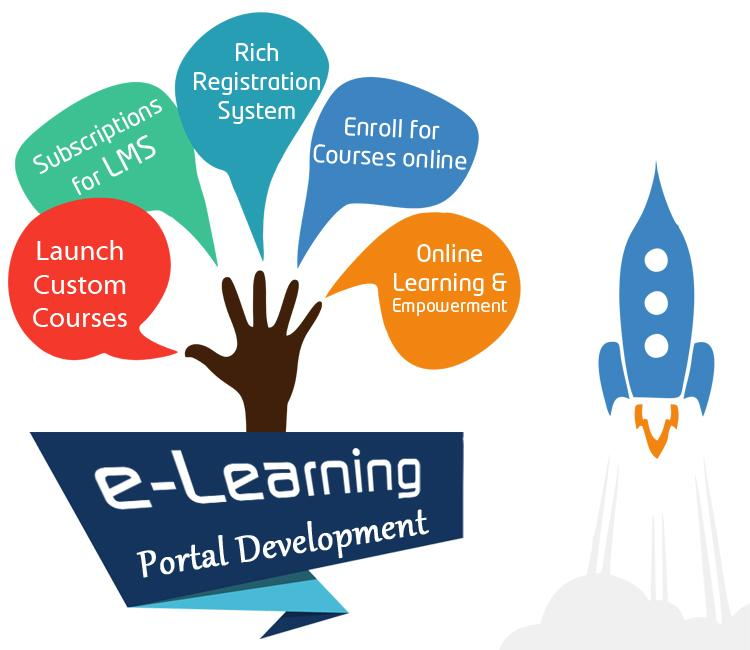 Rich
Registration
System
Subscriptions
for LMS
Enroll for
Courses online
Launch
Custom
Courses
Online
Learning &
Empowerment
e-Learning
Portal Development